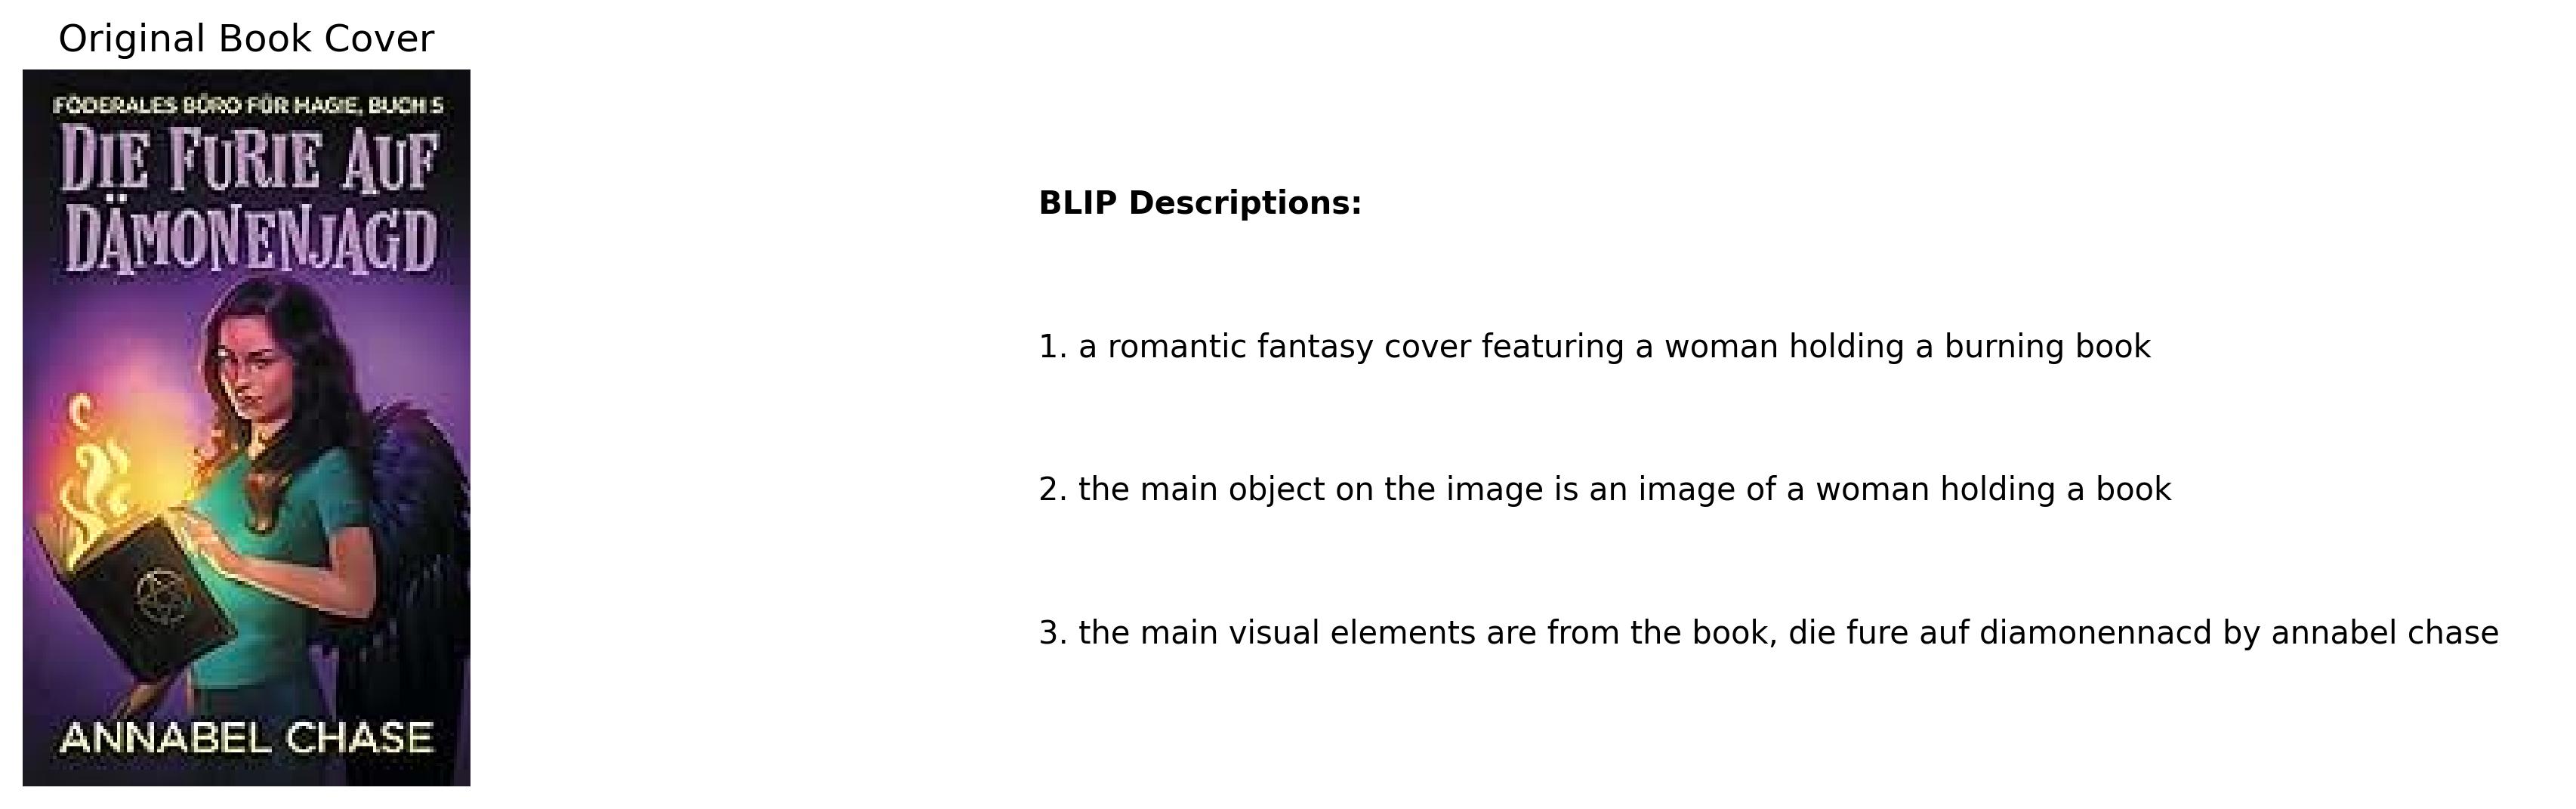 Original Book Cover
FÖDERALES BÜRO FÜR MAGIE, BUCH 5
DIE FURIE AUF
DÄMONENJAGD
ANNABEL CHASE
BLIP Descriptions:
1. a romantic fantasy cover featuring a woman holding a burning book
2. the main object on the image is an image of a woman holding a book
3. the main visual elements are from the book, die fure auf diamonennacd by annabel chase